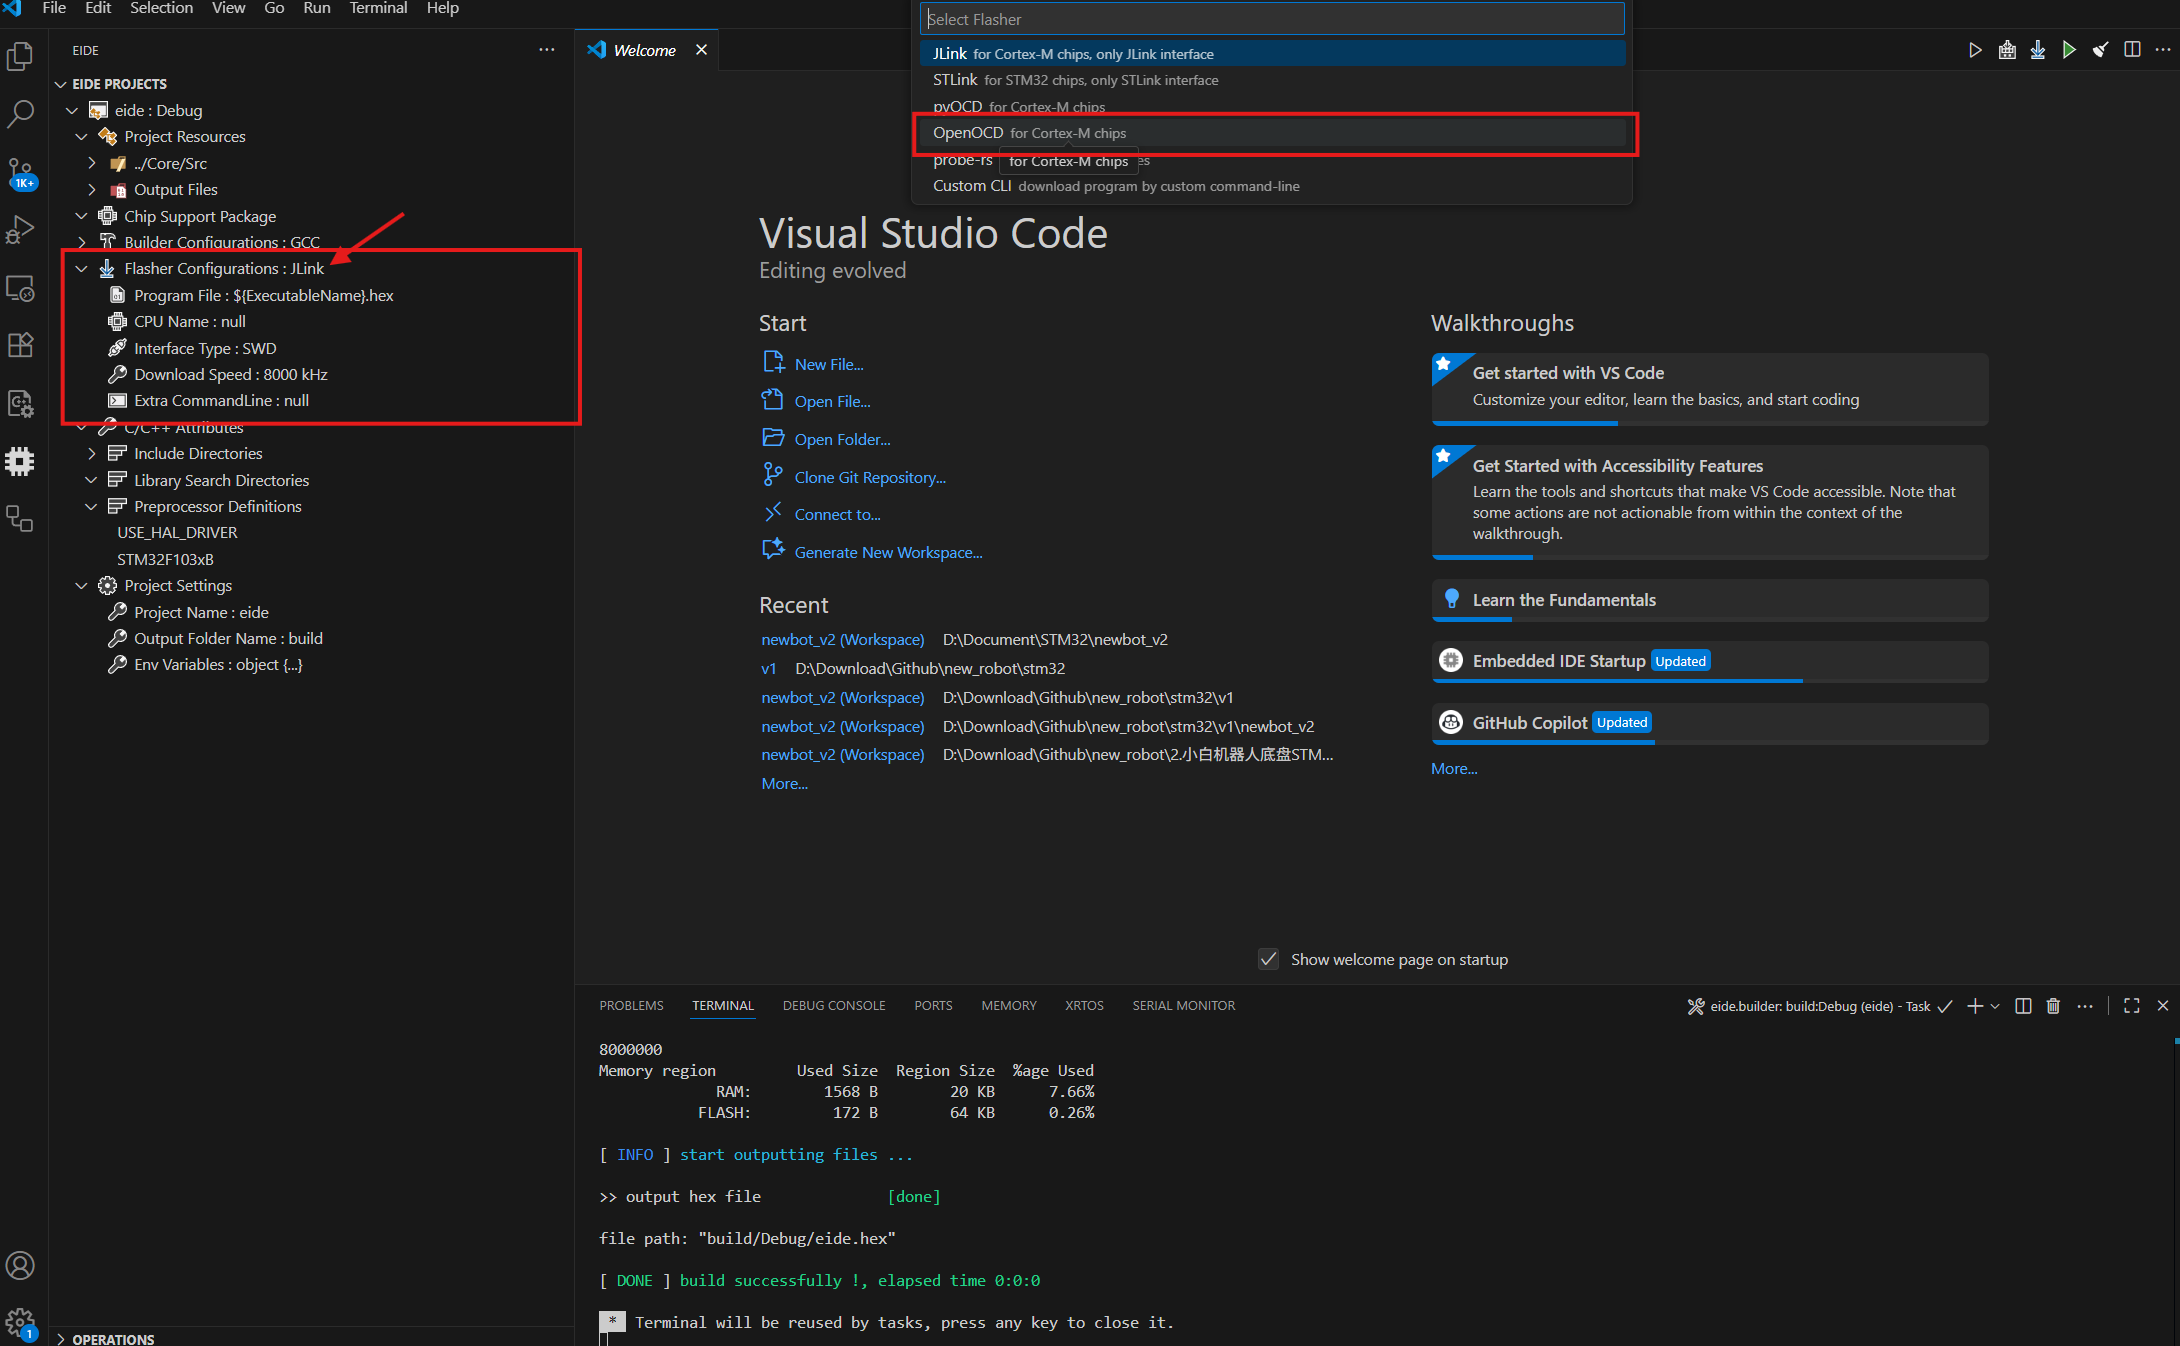 File Edit Selection View Go Run Terminal Help
Select Flasher
JLink for Cortex-M chips, only JLink interface
STLink for STM32 chips, only STLink interface
pyOCD for Cortex-M chips
OpenOCD for Cortex-M chips
probe-rs
for Cortex-M chips
Custom CLI download program by custom command-line
EIDE
EIDE PROJECTS
eide : Debug
Project Resources
../Core/Src
Output Files
Chip Support Package
Builder Configurations : GCC
Flasher Configurations : JLink
Program File : ${ExecutableName}.hex
CPU Name : null
Interface Type : SWD
Download Speed : 8000 kHz
Extra CommandLine : null
C/C++ Attributes
Include Directories
Library Search Directories
Preprocessor Definitions
USE_HAL_DRIVER
STM32F103xB
Project Settings
Project Name : eide
Output Folder Name : build
Env Variables : object {...}
OPERATIONS
1K+
1
Welcome
Visual Studio Code
Editing evolved
Start
New File...
Open File...
Open Folder...
Clone Git Repository...
Connect to...
Generate New Workspace...
Recent
newbot_v2 (Workspace) D:\Document\STM32\newbot_v2
v1 D:\Download\Github\new_robot\stm32
newbot_v2 (Workspace) D:\Download\Github\new_robot\stm32\v1
newbot_v2 (Workspace) D:\Download\Github\new_robot\stm32\v1\newbot_v2
newbot_v2 (Workspace) D:\Download\Github\new_robot\2.小白机器人底盘STM...
More...
Walkthroughs
Get started with VS Code
Customize your editor, learn the basics, and start coding
Get Started with Accessibility Features
Learn the tools and shortcuts that make VS Code accessible. Note that
some actions are not actionable from within the context of the
walkthrough.
Learn the Fundamentals
Embedded IDE Startup Updated
GitHub Copilot Updated
More...
Show welcome page on startup
PROBLEMS TERMINAL DEBUG CONSOLE PORTS MEMORY XRTOS SERIAL MONITOR
eide.builder: build:Debug (eide) - Task
8000000
Memory region Used Size Region Size %age Used
RAM: 1568 B 20 KB 7.66%
FLASH: 172 B 64 KB 0.26%
[ INFO ] start outputting files ...
>> output hex file [done]
file path: "build/Debug/eide.hex"
[ DONE ] build successfully !, elapsed time 0:0:0
* Terminal will be reused by tasks, press any key to close it.